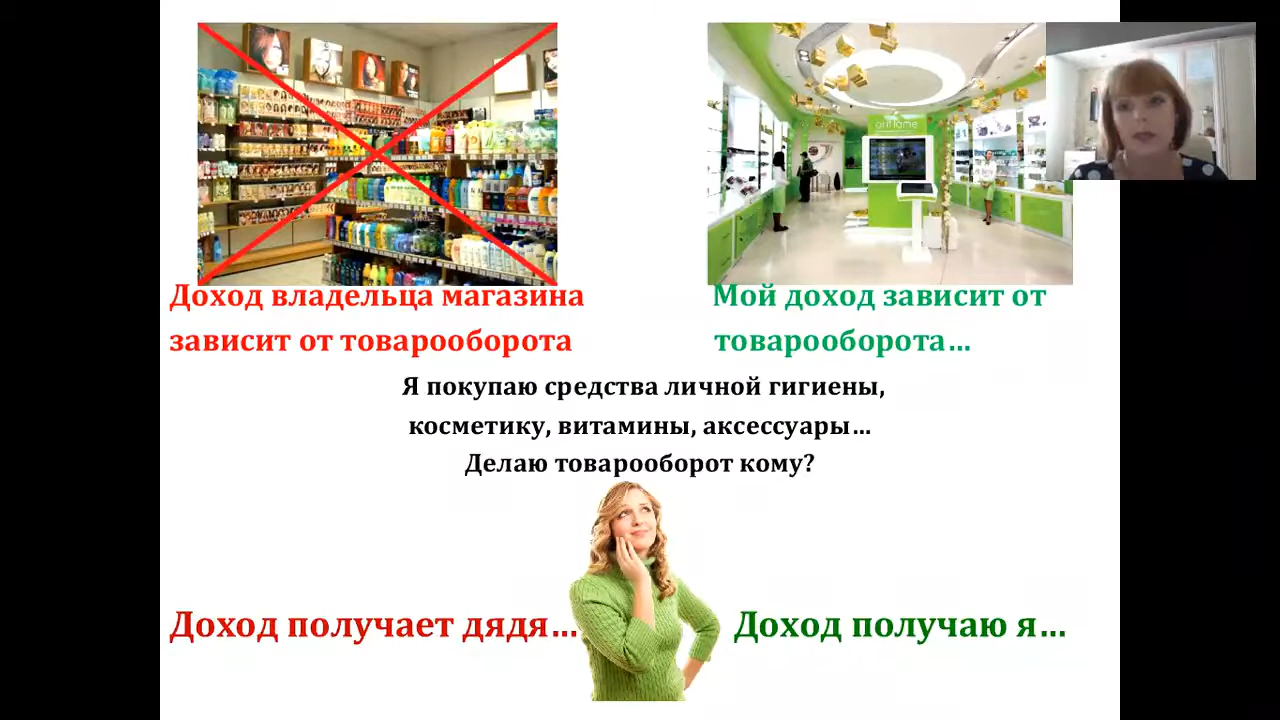 oriflame
Доход владельца магазина
зависит от товарооборота
Мой доход зависит от
товарооборота...
Я покупаю средства личной гигиены,
косметику, витамины, аксессуары...
Делаю товарооборот кому?
Доход получает дядя...
Доход получаю я...